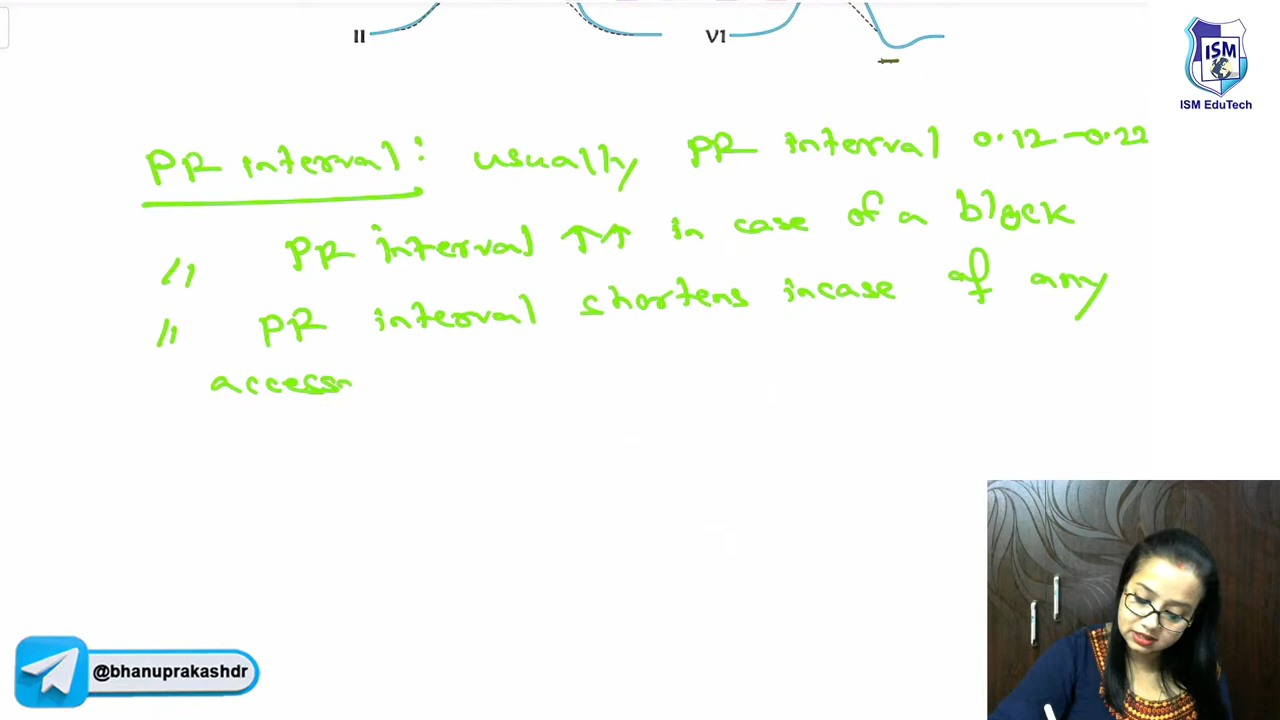 II
V1
ISM
ISM EduTech
PR interval: usually PR interval 0.12-0.22
PR interval ↑↑ in case of a block
PR interval shortens incase of any
access
@bhanuprakashdr